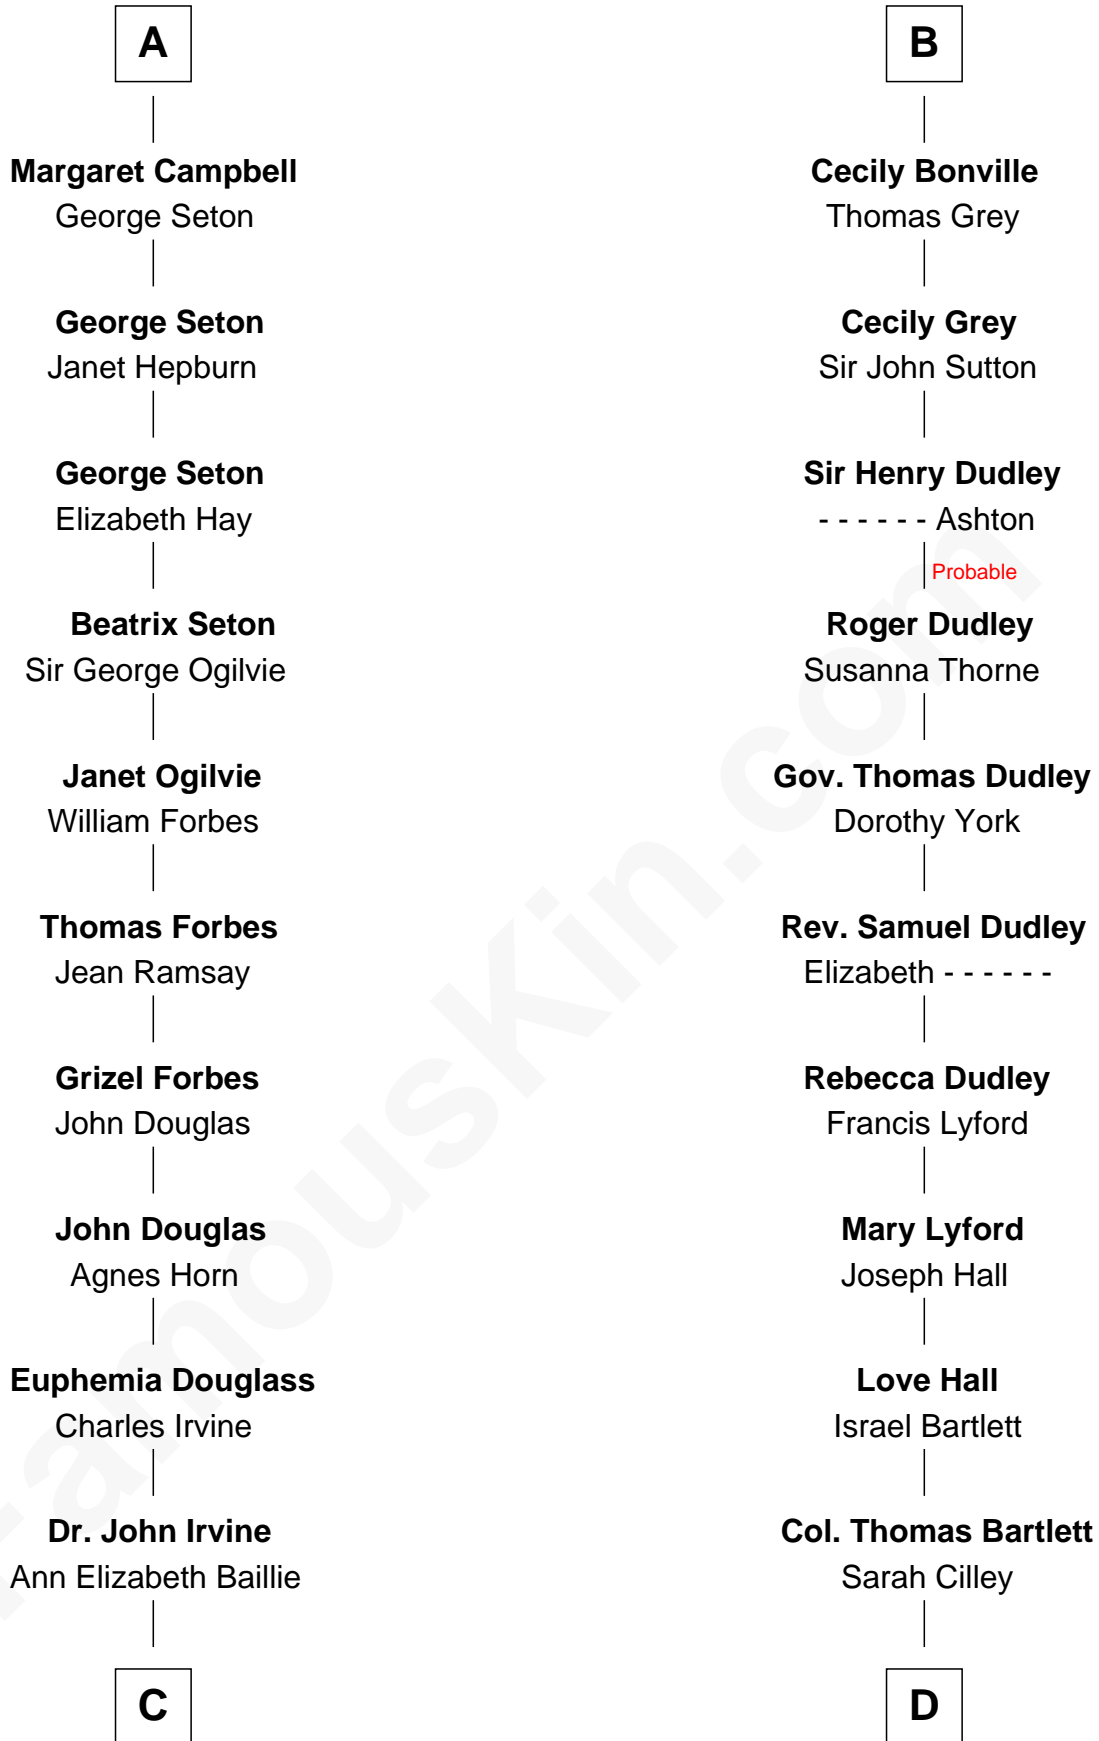 A
Margaret Campbell
George Seton
George Seton
Janet Hepburn
George Seton
Elizabeth Hay
Beatrix Seton
Sir George Ogilvie
Janet Ogilvie
William Forbes
Thomas Forbes
Jean Ramsay
Grizel Forbes
John Douglas
John Douglas
Agnes Horn
Euphemia Douglass
Charles Irvine
Dr. John Irvine
Ann Elizabeth Baillie
C
B
Cecily Bonville
Thomas Grey
Cecily Grey
Sir John Sutton
Sir Henry Dudley
- - - - - - Ashton
Probable
Roger Dudley
Susanna Thorne
Gov. Thomas Dudley
Dorothy York
Rev. Samuel Dudley
Elizabeth - - - - - -
Rebecca Dudley
Francis Lyford
Mary Lyford
Joseph Hall
Love Hall
Israel Bartlett
Col. Thomas Bartlett
Sarah Cilley
D
FamousKin.com